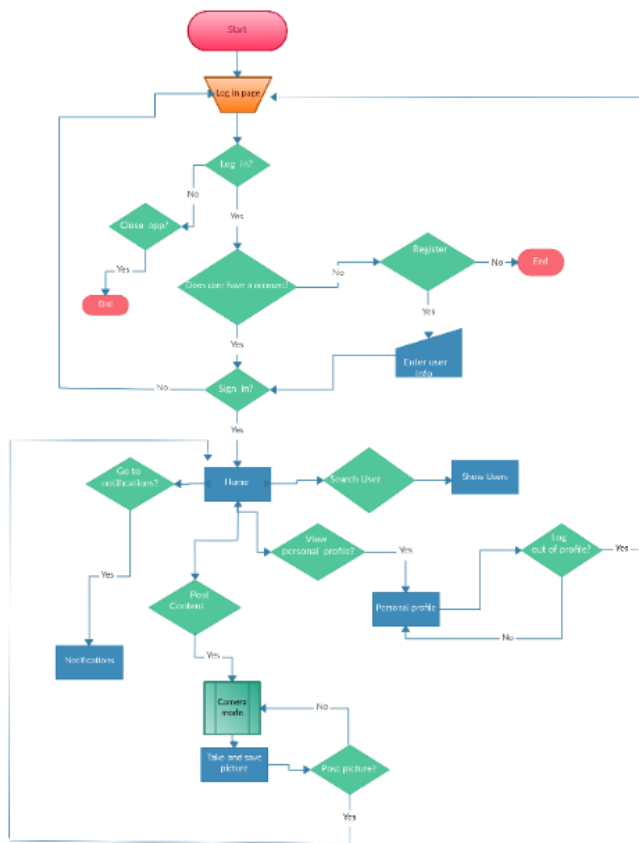 Start
Log in page
Log in?
No
Yes
Close app?
Yes
End
Does user have a account?
No
Register
No
End
Yes
Yes
Enter user
info
No
Sign in?
Yes
Go to
notifications?
Home
Search User
Show Users
View
personal profile?
Yes
Log
out of profile?
Yes
Yes
Post
Content
Personal profile
No
Notifications
Yes
Camera
mode
No
Take and save
picture
Post picture?
Yes